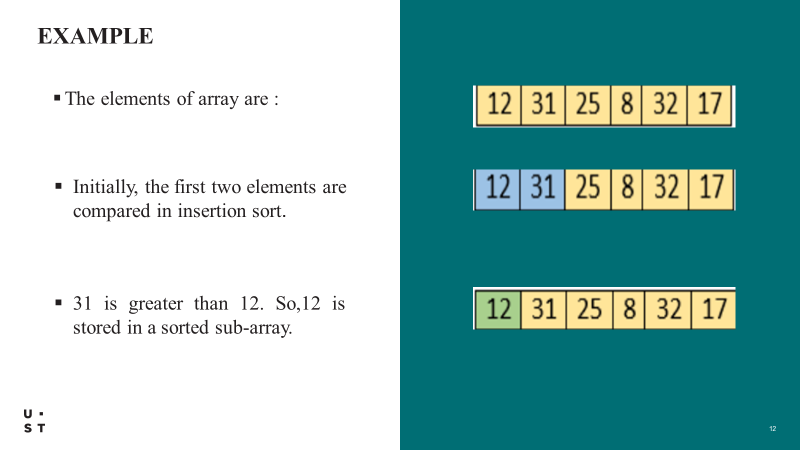 EXAMPLE
▪ The elements of array are :
12 31 25 8 32 17
▪ Initially, the first two elements are
compared in insertion sort.
12 31 25 8 32 17
▪ 31 is greater than 12. So,12 is
stored in a sorted sub-array.
12 31 25 8 32 17
U ·
S T
12